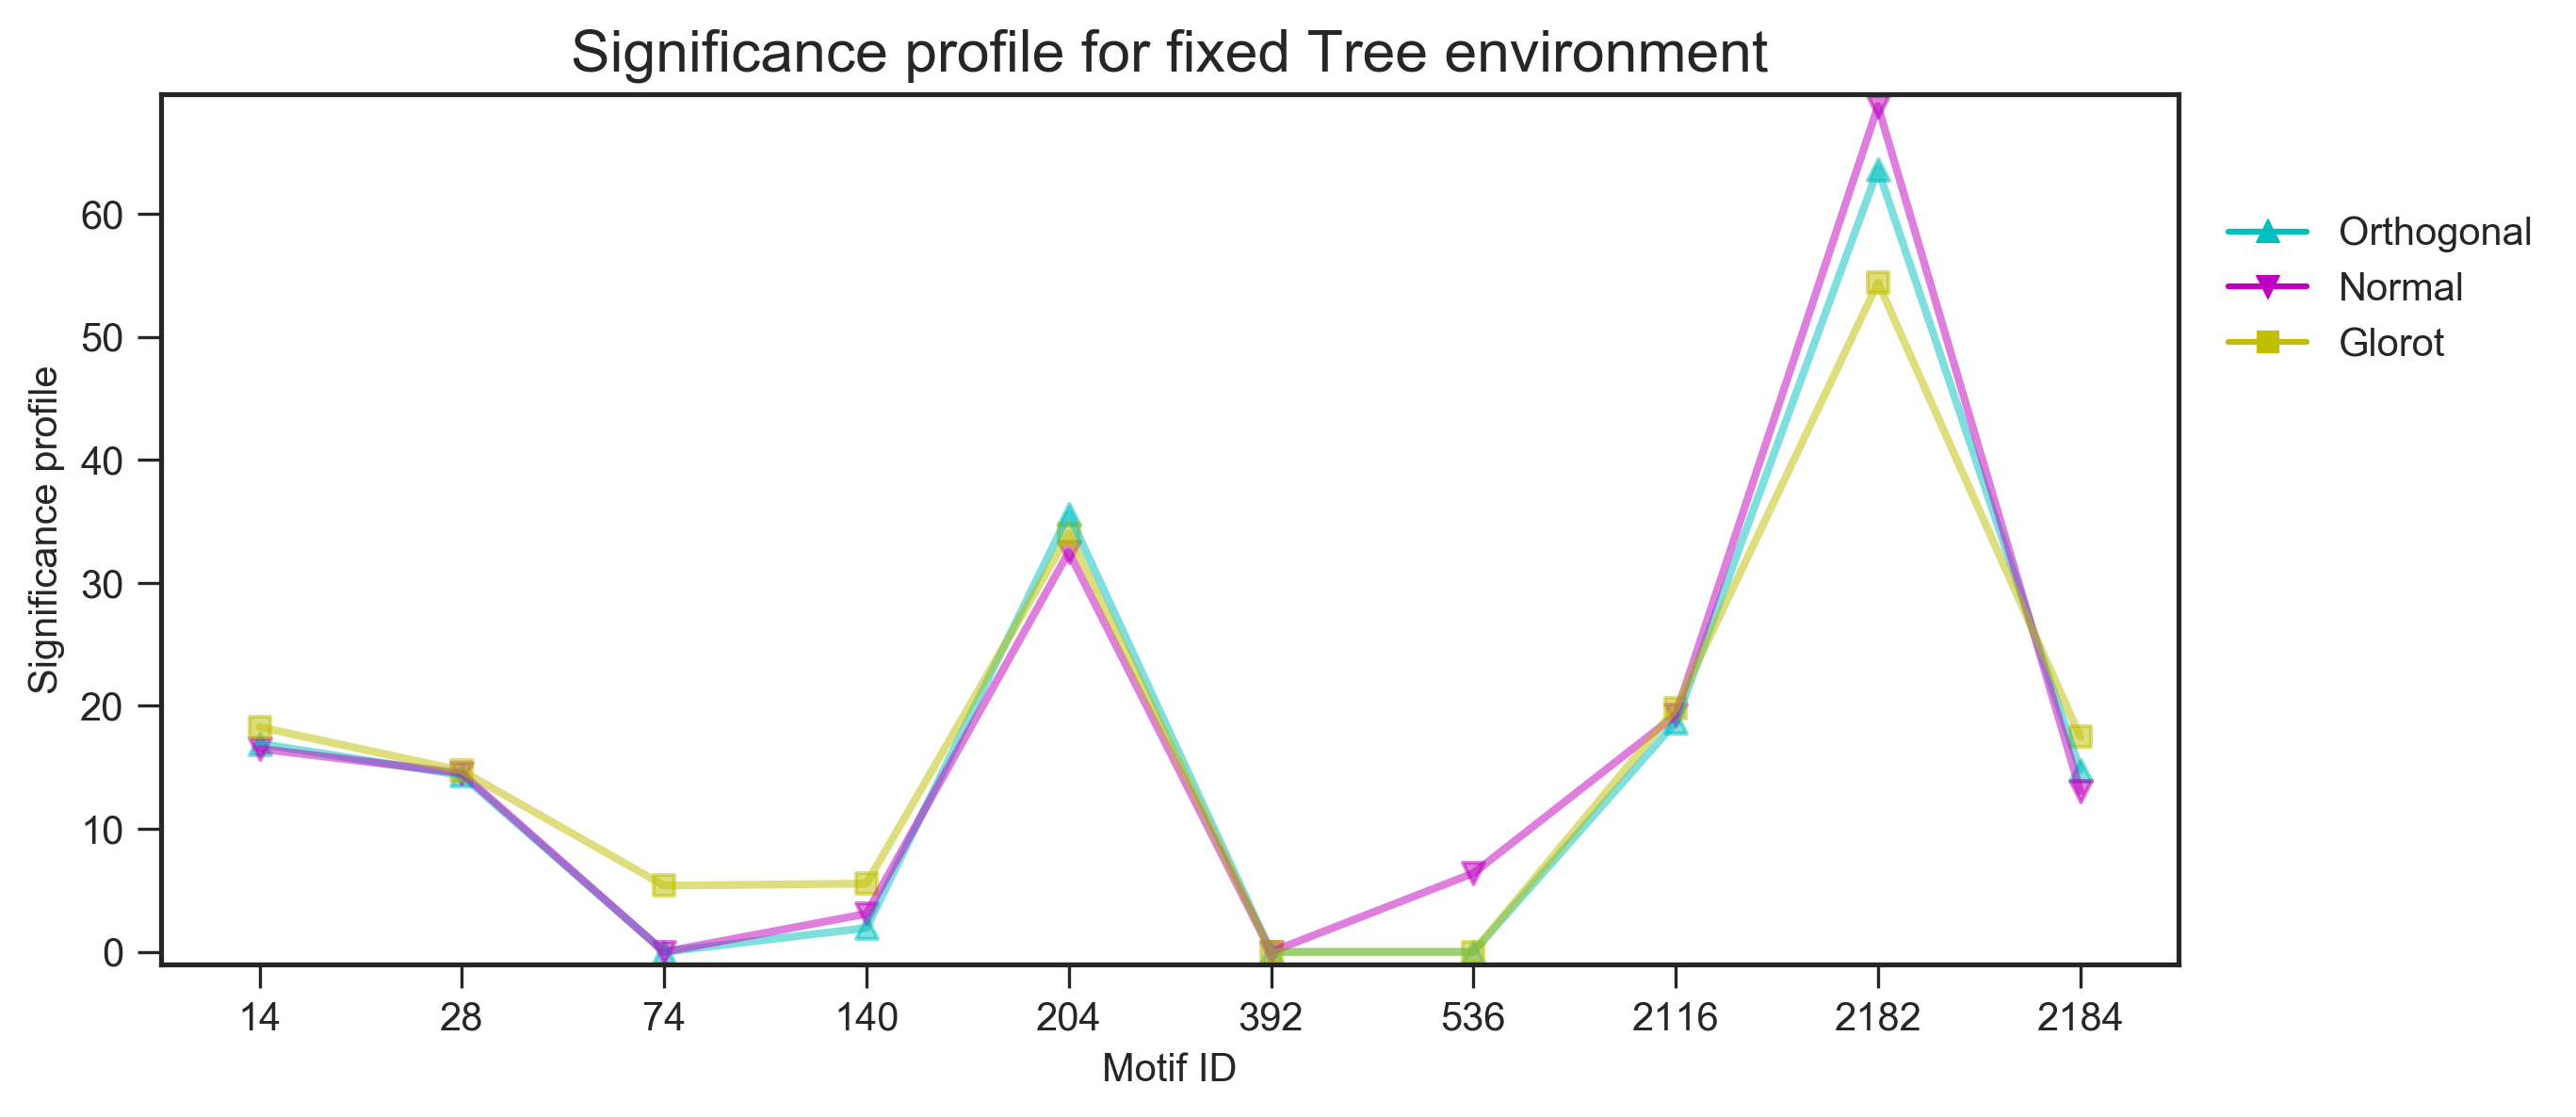 Significance profile for fixed Tree environment
Significance profile
60
50
40
30
20
10
0
14 28 74 140 204 392 536 2116 2182 2184
Motif ID
Orthogonal
Normal
Glorot